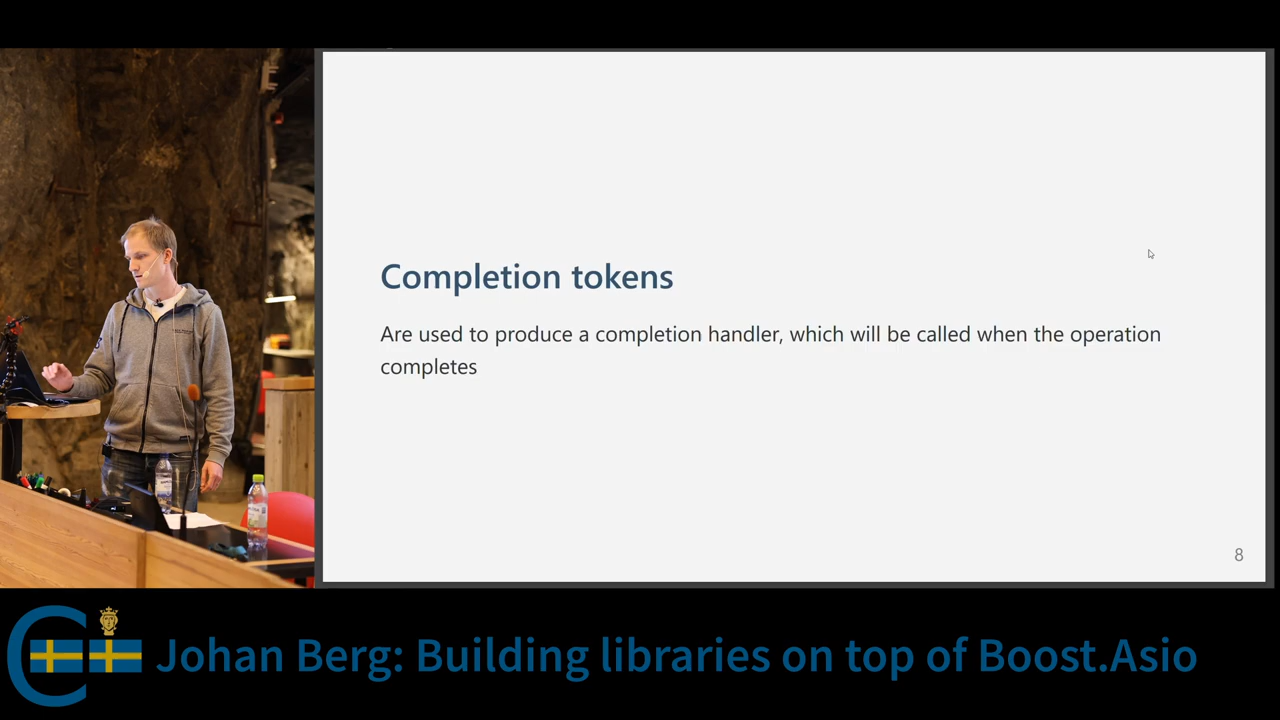 Completion tokens
Are used to produce a completion handler, which will be called when the operation
completes
8
Johan Berg: Building libraries on top of Boost.Asio